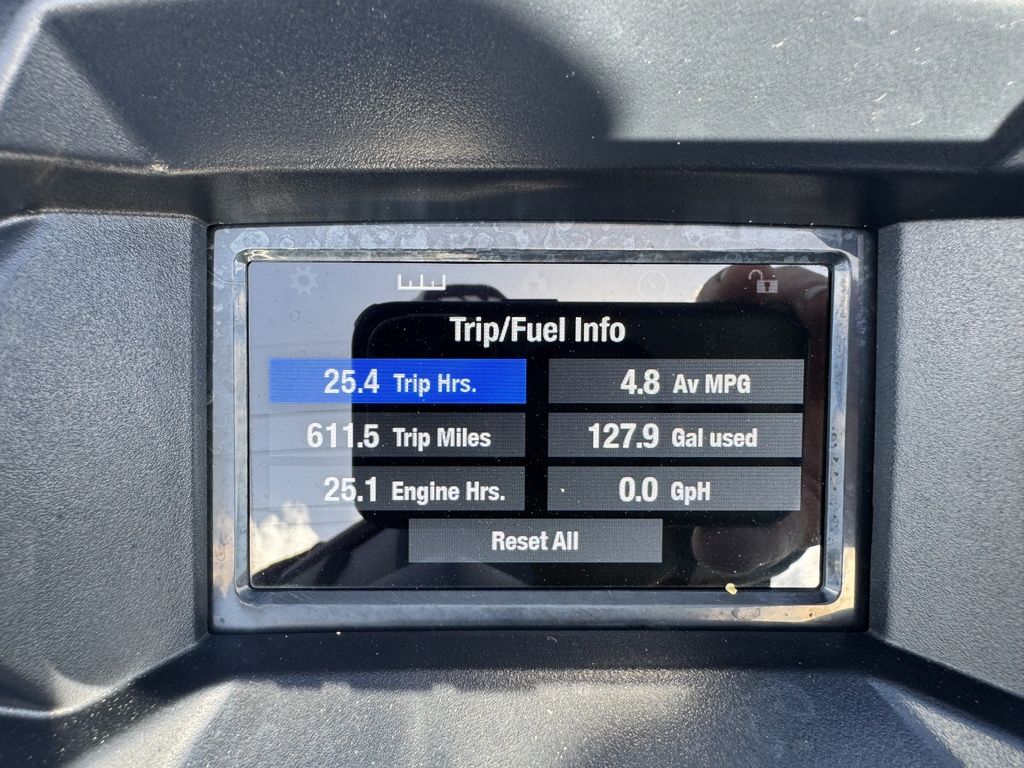 Trip/Fuel Info
25.4 Trip Hrs.
4.8 Av MPG
611.5 Trip Miles
127.9 Gal used
25.1 Engine Hrs.
0.0 GpH
Reset All